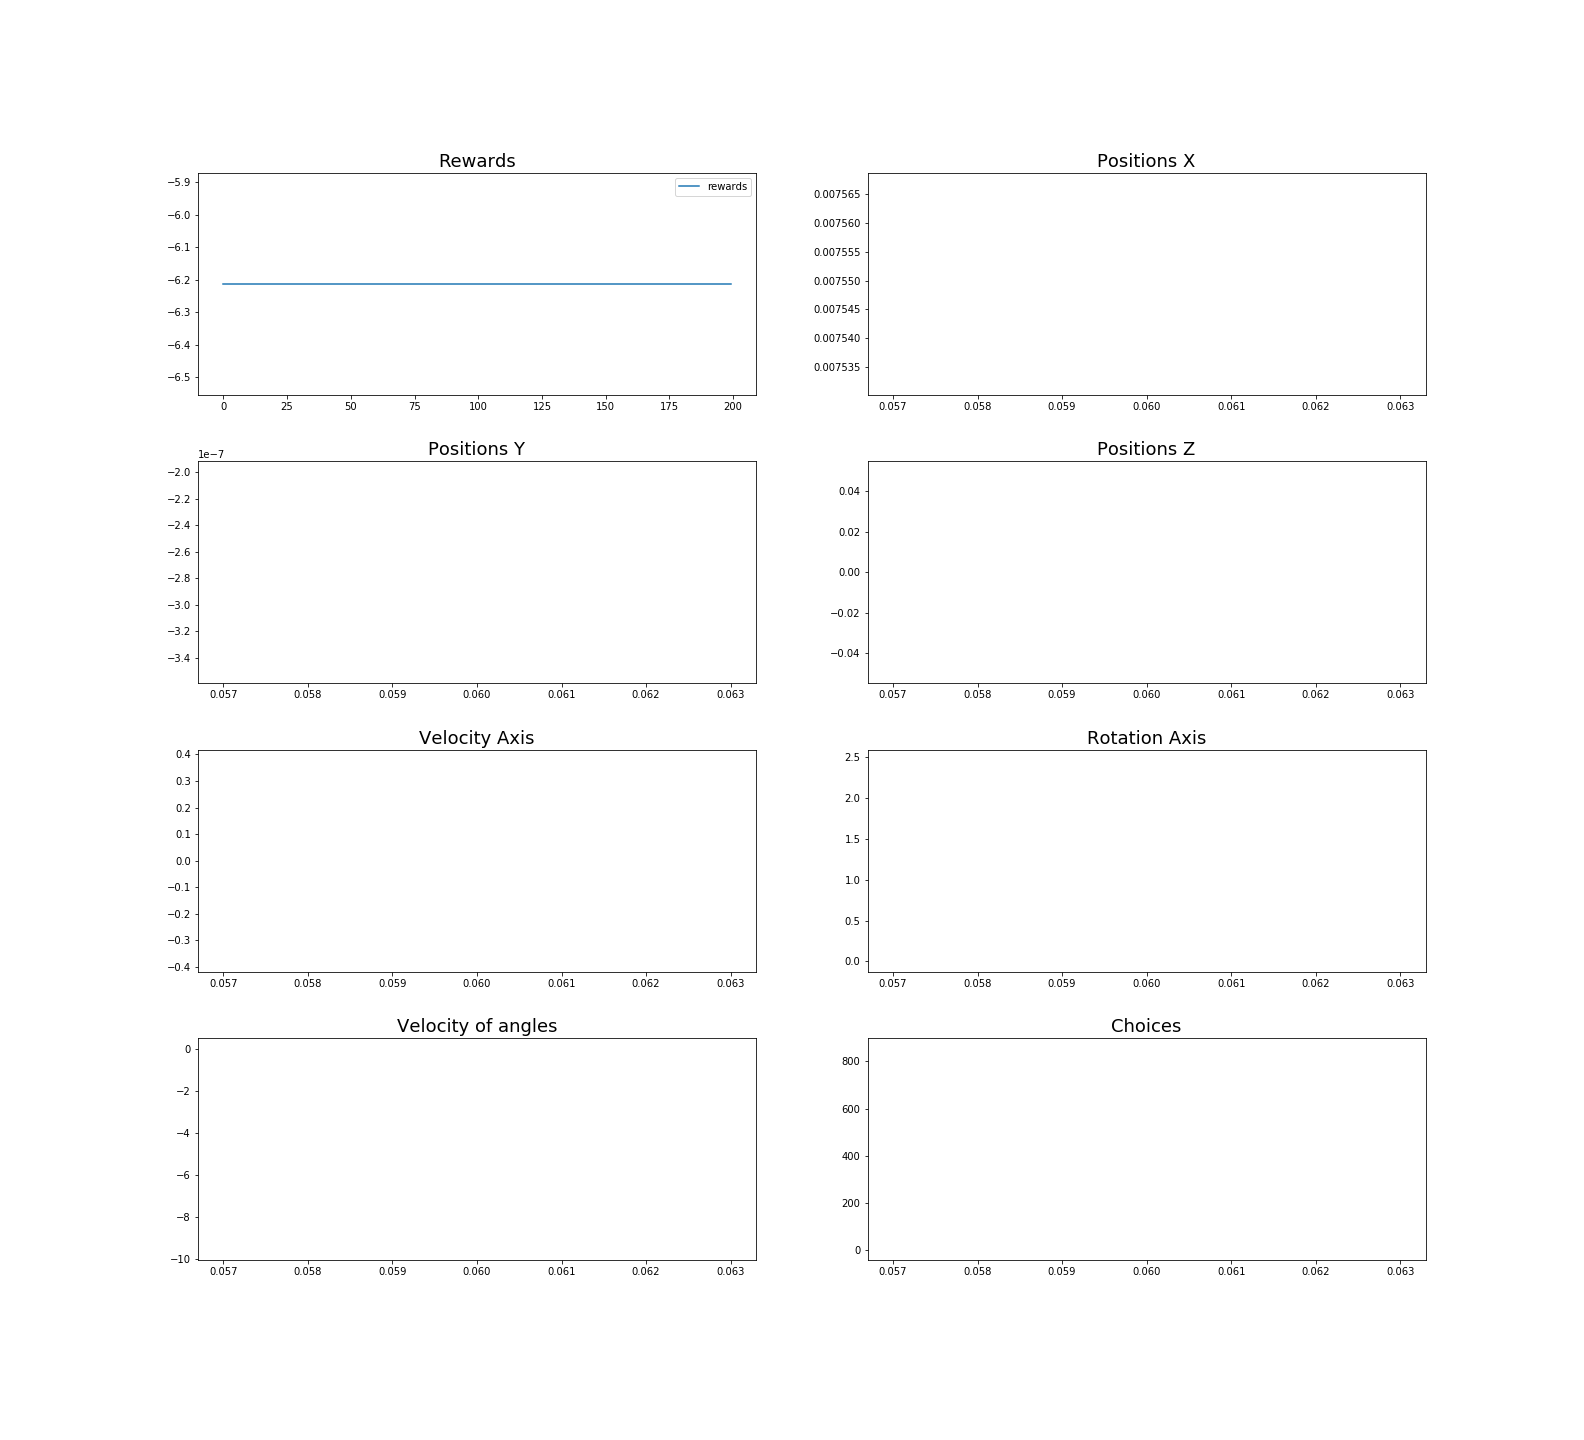 Rewards
−5.9
−6.0
−6.1
−6.2
−6.3
−6.4
−6.5
rewards
0 25 50 75 100 125 150 175 200
Positions X
0.007565
0.007560
0.007555
0.007550
0.007545
0.007540
0.007535
0.057 0.058 0.059 0.060 0.061 0.062 0.063
Positions Y
1e−7
−2.0
−2.2
−2.4
−2.6
−2.8
−3.0
−3.2
−3.4
0.057 0.058 0.059 0.060 0.061 0.062 0.063
Positions Z
0.04
0.02
0.00
−0.02
−0.04
0.057 0.058 0.059 0.060 0.061 0.062 0.063
Velocity Axis
0.4
0.3
0.2
0.1
0.0
−0.1
−0.2
−0.3
−0.4
0.057 0.058 0.059 0.060 0.061 0.062 0.063
Rotation Axis
2.5
2.0
1.5
1.0
0.5
0.0
0.057 0.058 0.059 0.060 0.061 0.062 0.063
Velocity of angles
0
−2
−4
−6
−8
−10
0.057 0.058 0.059 0.060 0.061 0.062 0.063
Choices
800
600
400
200
0
0.057 0.058 0.059 0.060 0.061 0.062 0.063